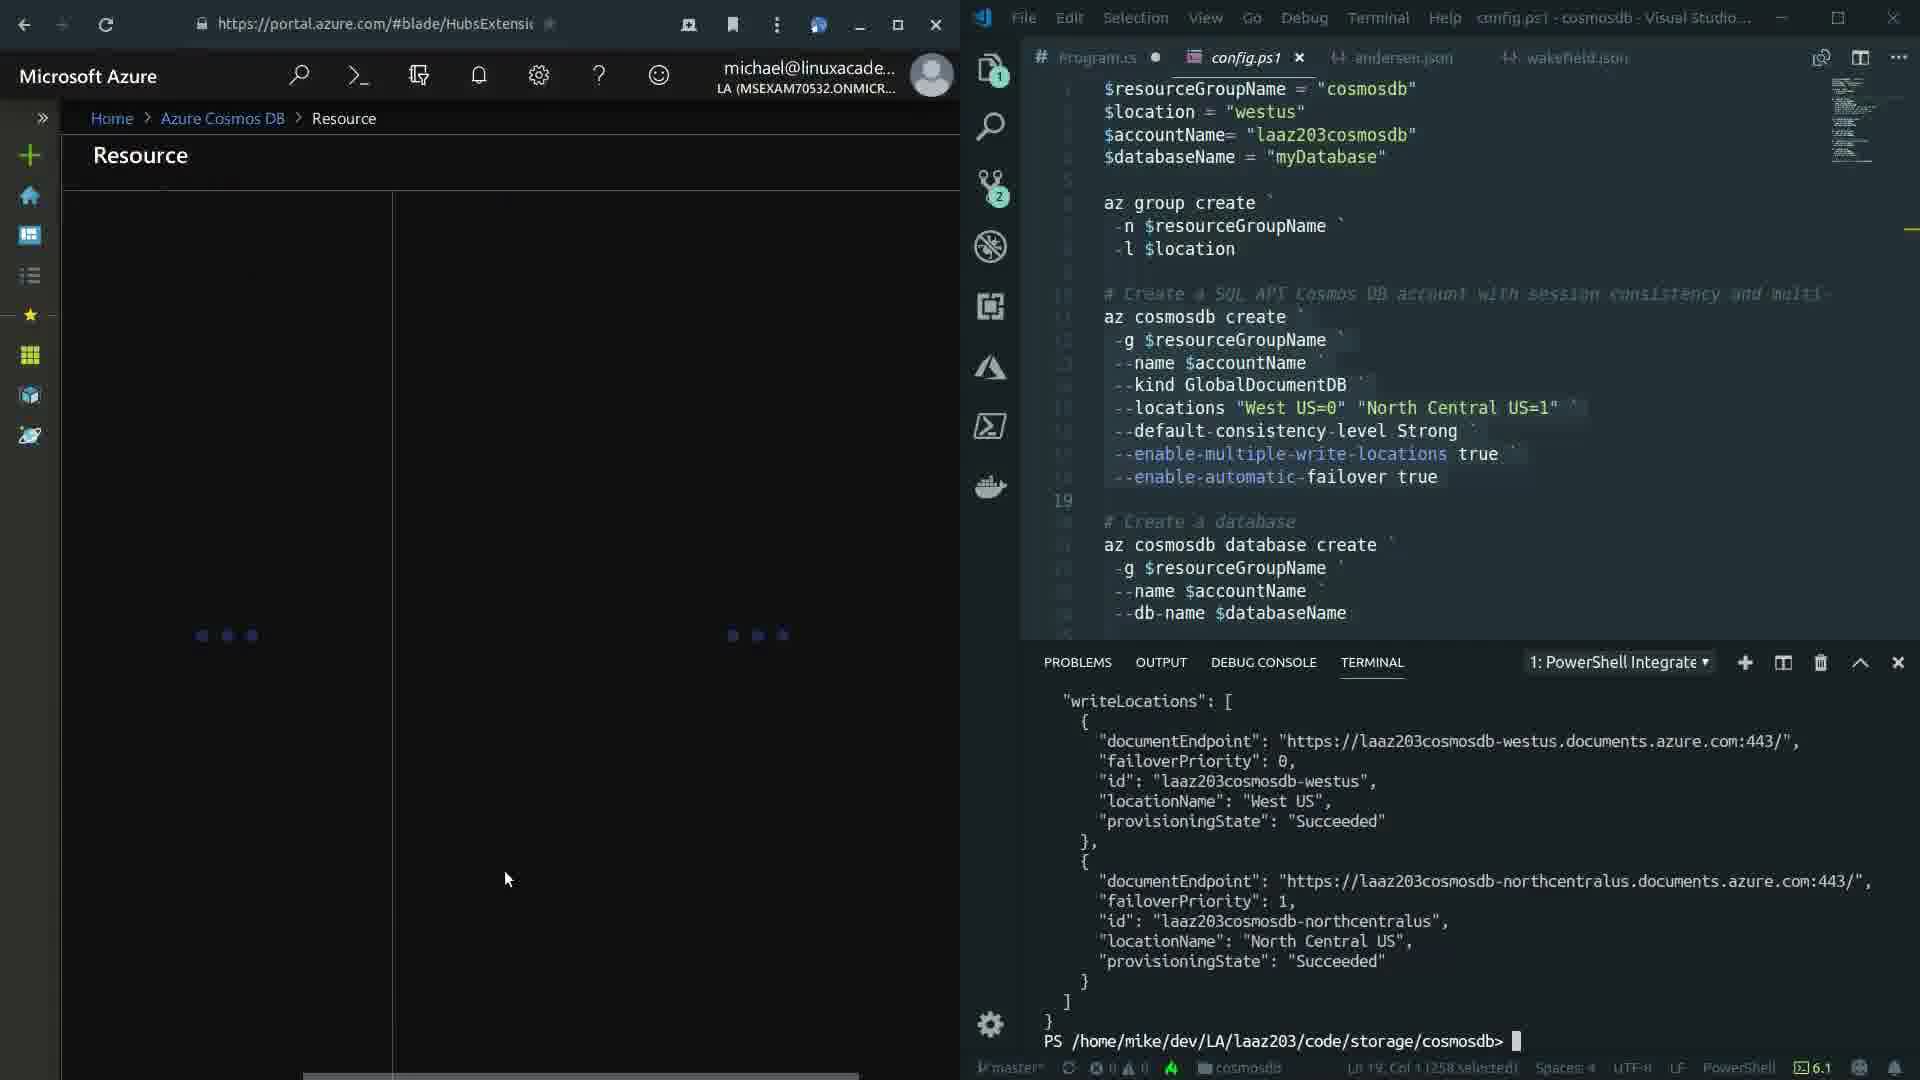 https://portal.azure.com/#blade/HubsExtensic
Microsoft Azure
michael@linuxacade...
LA (MSEXAM70532.ONMICR...
Home > Azure Cosmos DB > Resource
Resource
File Edit Selection View Go Debug Terminal Help config.ps1 - cosmosdb - Visual Studio...
# Program.cs
config.ps1
andersen.json
wakefield.json
1
2
$resourceGroupName = "cosmosdb"
$location = "westus"
$accountName= "laaz203cosmosdb"
$databaseName = "myDatabase"
az group create `
-n $resourceGroupName `
-l $location
# Create a SQL API Cosmos DB account with session consistency and multi-
az cosmosdb create `
-g $resourceGroupName `
--name $accountName `
--kind GlobalDocumentDB `
--locations "West US=0" "North Central US=1" `
--default-consistency-level Strong `
--enable-multiple-write-locations true `
--enable-automatic-failover true
19
# Create a database
az cosmosdb database create `
-g $resourceGroupName `
--name $accountName `
--db-name $databaseName
PROBLEMS OUTPUT DEBUG CONSOLE TERMINAL 1: PowerShell Integrate
"writeLocations": [
{
"documentEndpoint": "https://laaz203cosmosdb-westus.documents.azure.com:443/",
"failoverPriority": 0,
"id": "laaz203cosmosdb-westus",
"locationName": "West US",
"provisioningState": "Succeeded"
},
{
"documentEndpoint": "https://laaz203cosmosdb-northcentralus.documents.azure.com:443/",
"failoverPriority": 1,
"id": "laaz203cosmosdb-northcentralus",
"locationName": "North Central US",
"provisioningState": "Succeeded"
}
]
}
PS /home/mike/dev/LA/laaz203/code/storage/cosmosdb>
master* 0 0 cosmosdb Ln 19, Col 1 (258 selected) Spaces: 4 UTF-8 LF PowerShell 6.1